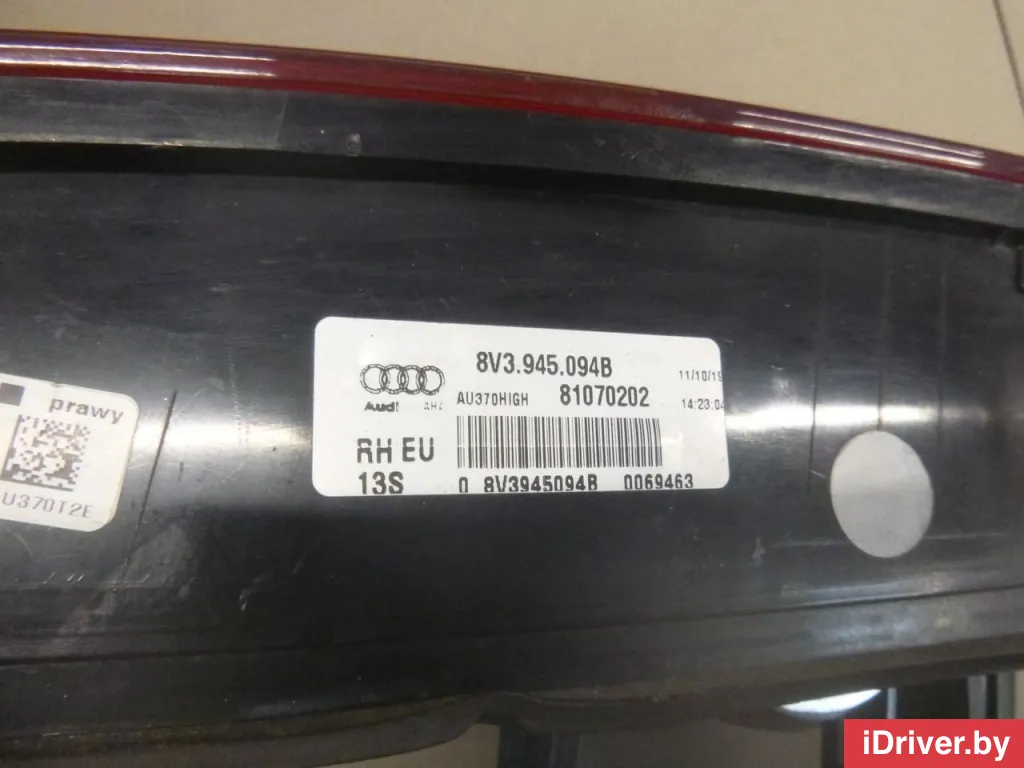 8V3.945.094B
11/10/19
Audi
AU370HIGH 81070202
14:23:04
RH EU
13S
0 8V3945094B 0069463
prawy
U370T2E
iDriver.by